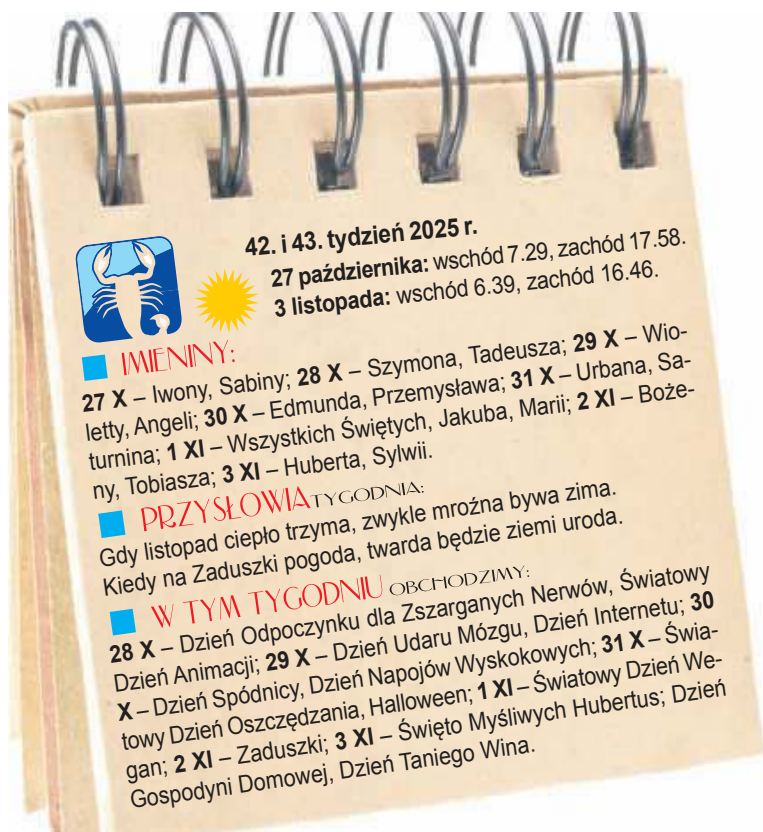 42. i 43. tydzień 2025 r.
27 października: wschód 7.29, zachód 17.58.
3 listopada: wschód 6.39, zachód 16.46.
IMIENINY:
27 X – Iwony, Sabiny; 28 X – Szymona, Tadeusza; 29 X – Wio-
letty, Angeli; 30 X – Edmunda, Przemysława; 31 X – Urbana, Sa-
turnina; 1 XI – Wszystkich Świętych, Jakuba, Marii; 2 XI – Boże-
ny, Tobiasza; 3 XI – Huberta, Sylwii.
PRZYSŁOWIA TYGODNIA:
Gdy listopad ciepło trzyma, zwykle mroźna bywa zima.
Kiedy na Zaduszki pogoda, twarda będzie ziemi uroda.
W TYM TYGODNIU OBCHODZIMY:
28 X – Dzień Odpoczynku dla Zszarganych Nerwów, Światowy
Dzień Animacji; 29 X – Dzień Udaru Mózgu, Dzień Internetu; 30
X – Dzień Spódnicy, Dzień Napojów Wyskokowych; 31 X – Świa-
towy Dzień Oszczędzania, Halloween; 1 XI – Światowy Dzień We-
gan; 2 XI – Zaduszki; 3 XI – Święto Myśliwych Hubertus; Dzień
Gospodyni Domowej, Dzień Taniego Wina.